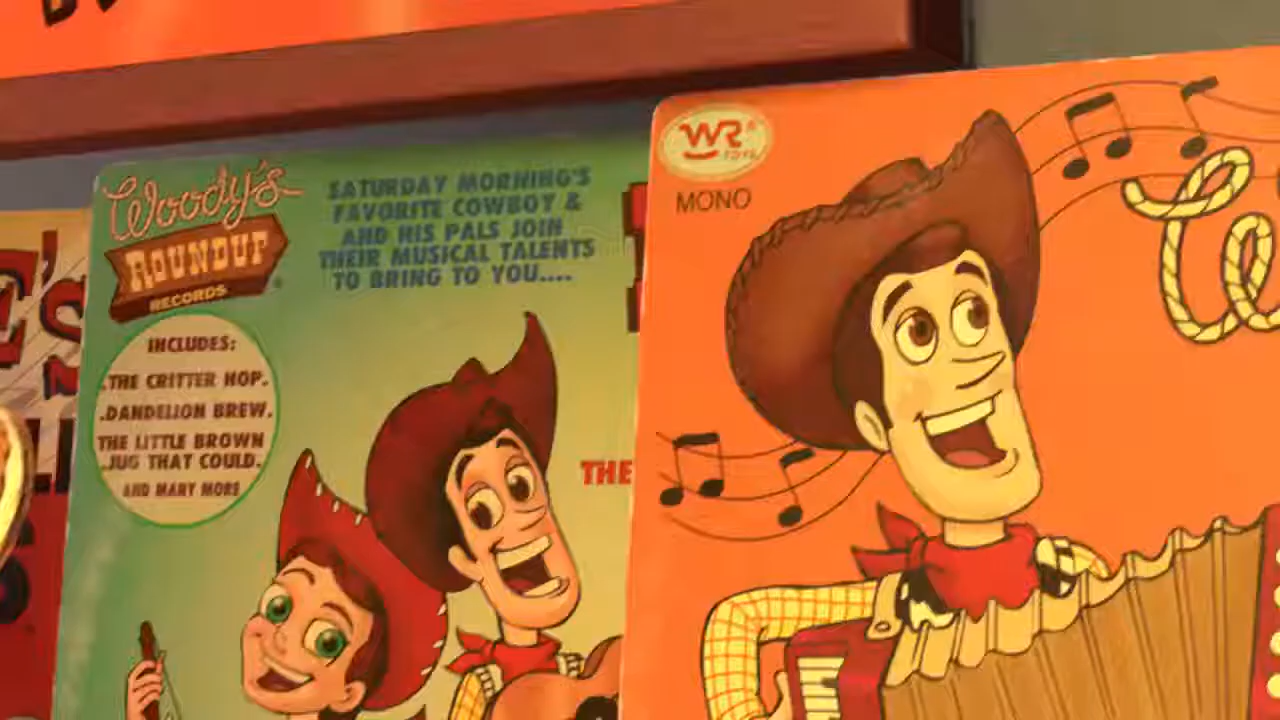 Woody's
ROUNDUP
RECORDS
SATURDAY MORNING'S
FAVORITE COWBOY &
AND HIS PALS JOIN
THEIR MUSICAL TALENTS
TO BRING TO YOU....
INCLUDES:
.THE CRITTER HOP.
.DANDELION BREW.
THE LITTLE BROWN
.JUG THAT COULD.
AND MANY MORE
THE
WR
TOYS
MONO